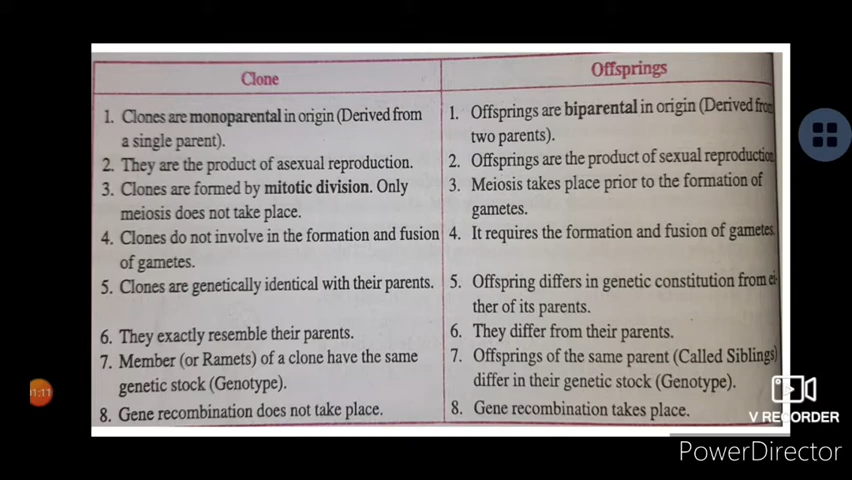 Clone
1. Clones are monoparental in origin (Derived from
a single parent).
2. They are the product of asexual reproduction.
3. Clones are formed by mitotic division. Only
meiosis does not take place.
4. Clones do not involve in the formation and fusion
of gametes.
5. Clones are genetically identical with their parents.
6. They exactly resemble their parents.
7. Member (or Ramets) of a clone have the same
genetic stock (Genotype).
8. Gene recombination does not take place.
Offsprings
1. Offsprings are biparental in origin (Derived from
two parents).
2. Offsprings are the product of sexual reproduction
3. Meiosis takes place prior to the formation of
gametes.
4. It requires the formation and fusion of gametes.
5. Offspring differs in genetic constitution from ei-
ther of its parents.
6. They differ from their parents.
7. Offsprings of the same parent (Called Siblings)
differ in their genetic stock (Genotype).
8. Gene recombination takes place.
01:11
V RECORDER
PowerDirector